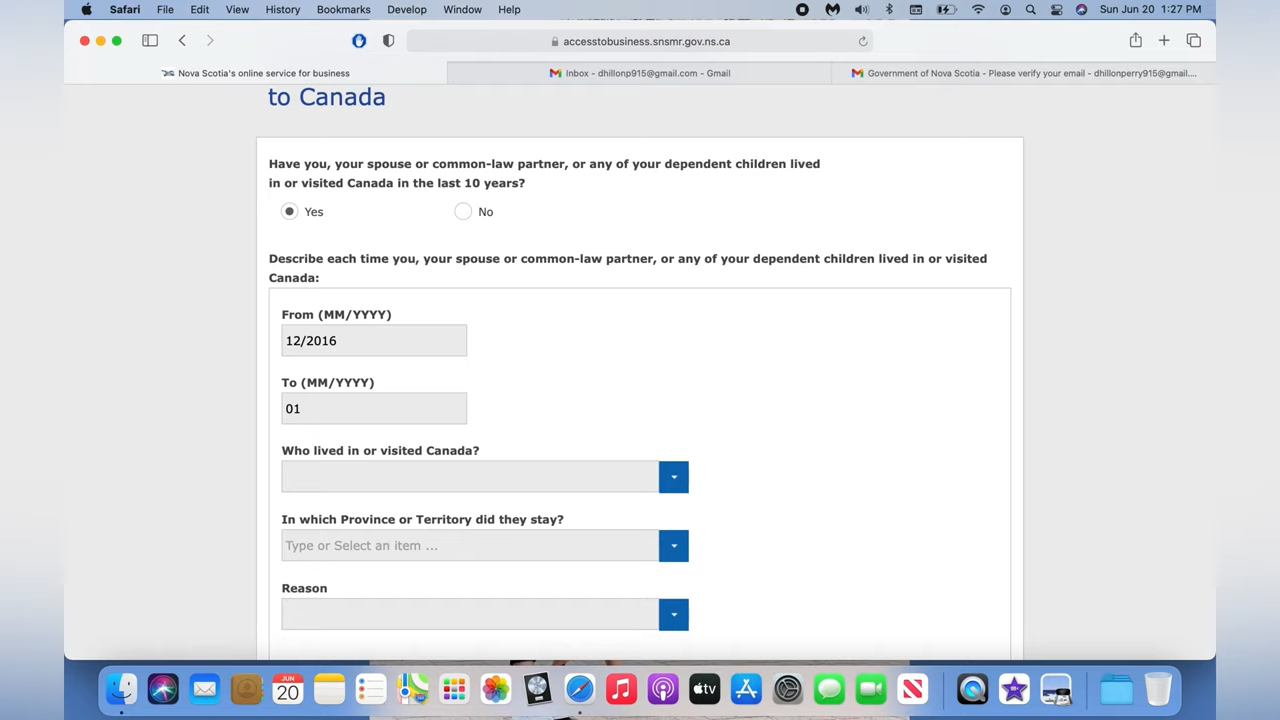 Safari File Edit View History Bookmarks Develop Window Help Sun Jun 20 1:27 PM
accesstobusiness.snsmr.gov.ns.ca
Nova Scotia's online service for business Inbox - dhillonp915@gmail.com - Gmail Government of Nova Scotia - Please verify your email - dhillonperry915@gmail....
to Canada
Have you, your spouse or common-law partner, or any of your dependent children lived
in or visited Canada in the last 10 years?
Yes No
Describe each time you, your spouse or common-law partner, or any of your dependent children lived in or visited
Canada:
From (MM/YYYY)
12/2016
To (MM/YYYY)
01
Who lived in or visited Canada?
In which Province or Territory did they stay?
Type or Select an item ...
Reason
JUN
20
tv